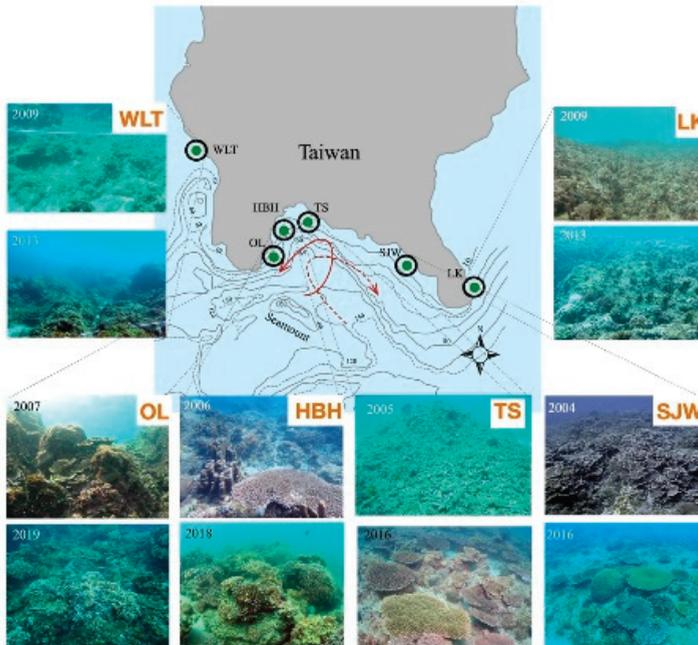 2009
WLT
2013
Taiwan
WLT
HBH
TS
OL
SJW
LK
Seamount
N
2009
LK
2013
2007
OL
2019
2006
HBH
2018
2005
TS
2016
2004
SJW
2016